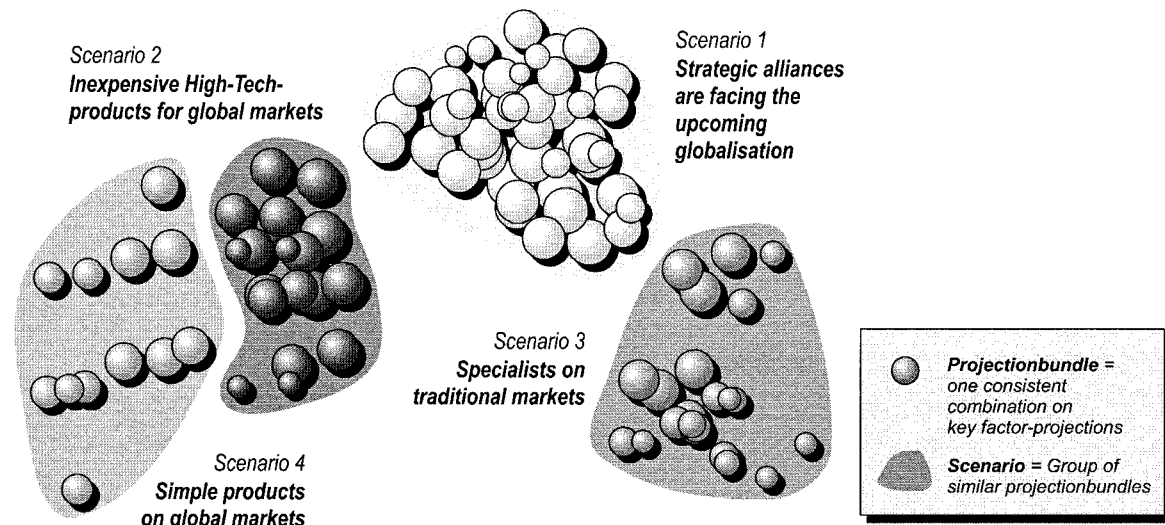 Scenario 2
Inexpensive High-Tech-
products for global markets
Scenario 1
Strategic alliances
are facing the
upcoming
globalisation
Scenario 3
Specialists on
traditional markets
Scenario 4
Simple products
on global markets
Projectionbundle =
one consistent
combination on
key factor-projections
Scenario = Group of
similar projectionbundles